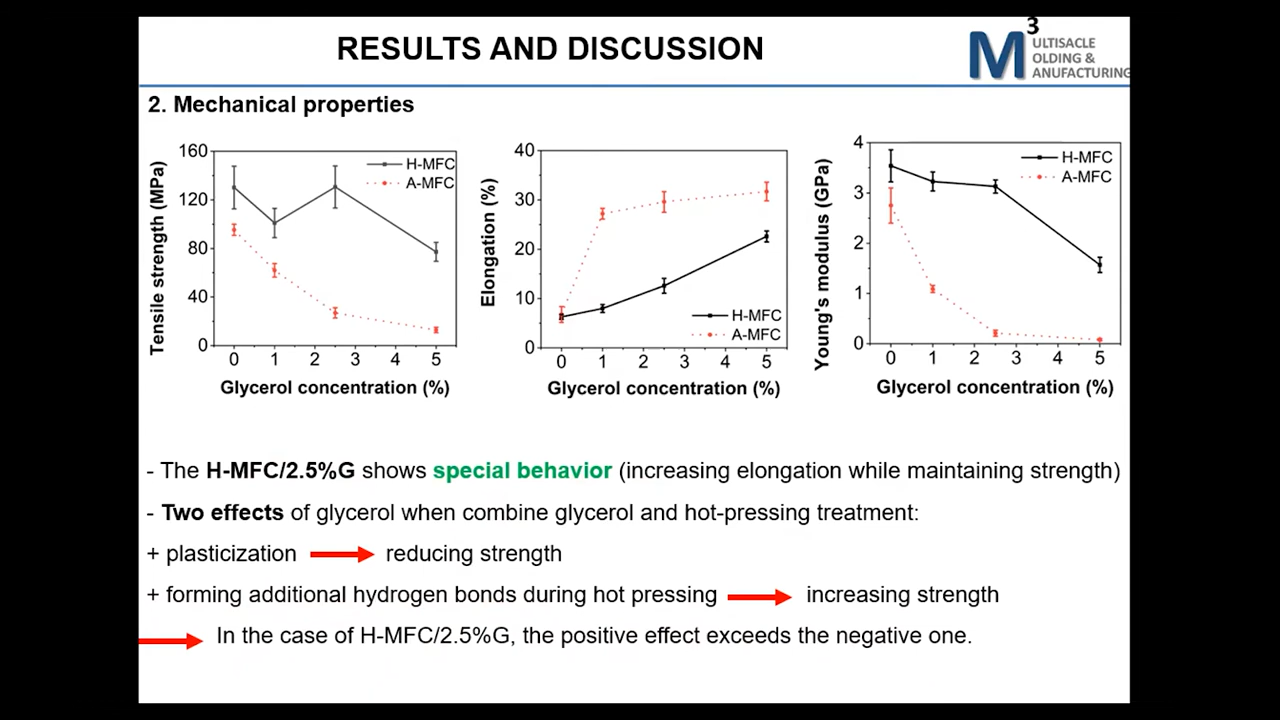 RESULTS AND DISCUSSION
M3 ULTISACLE
OLDING &
ANUFACTURING
2. Mechanical properties
Tensile strength (MPa)
160
120
80
40
0
0 1 2 3 4 5
Glycerol concentration (%)
H-MFC
A-MFC
Elongation (%)
40
30
20
10
0
0 1 2 3 4 5
Glycerol concentration (%)
H-MFC
A-MFC
Young's modulus (GPa)
4
3
2
1
0
0 1 2 3 4 5
Glycerol concentration (%)
H-MFC
A-MFC
- The H-MFC/2.5%G shows special behavior (increasing elongation while maintaining strength)
- Two effects of glycerol when combine glycerol and hot-pressing treatment:
+ plasticization reducing strength
+ forming additional hydrogen bonds during hot pressing increasing strength
In the case of H-MFC/2.5%G, the positive effect exceeds the negative one.